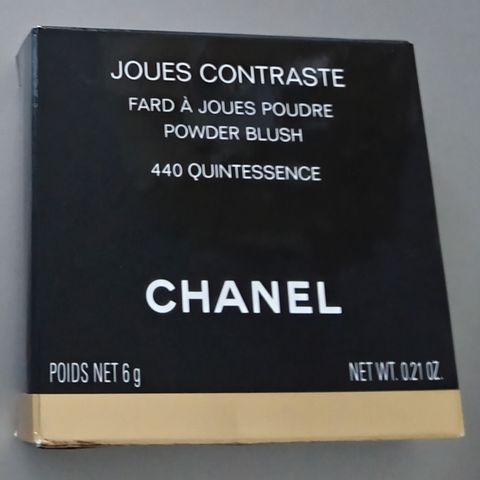 JOUES CONTRASTE
FARD À JOUES POUDRE
POWDER BLUSH
440 QUINTESSENCE
CHANEL
POIDS NET 6 g NET WT. 0.21 OZ.